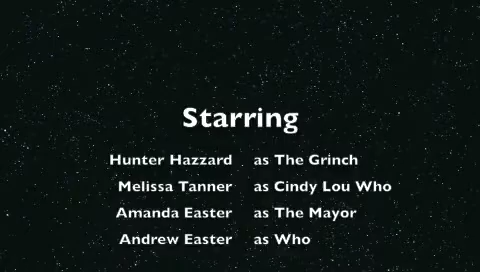 Starring
Hunter Hazzard as The Grinch
Melissa Tanner as Cindy Lou Who
Amanda Easter as The Mayor
Andrew Easter as Who